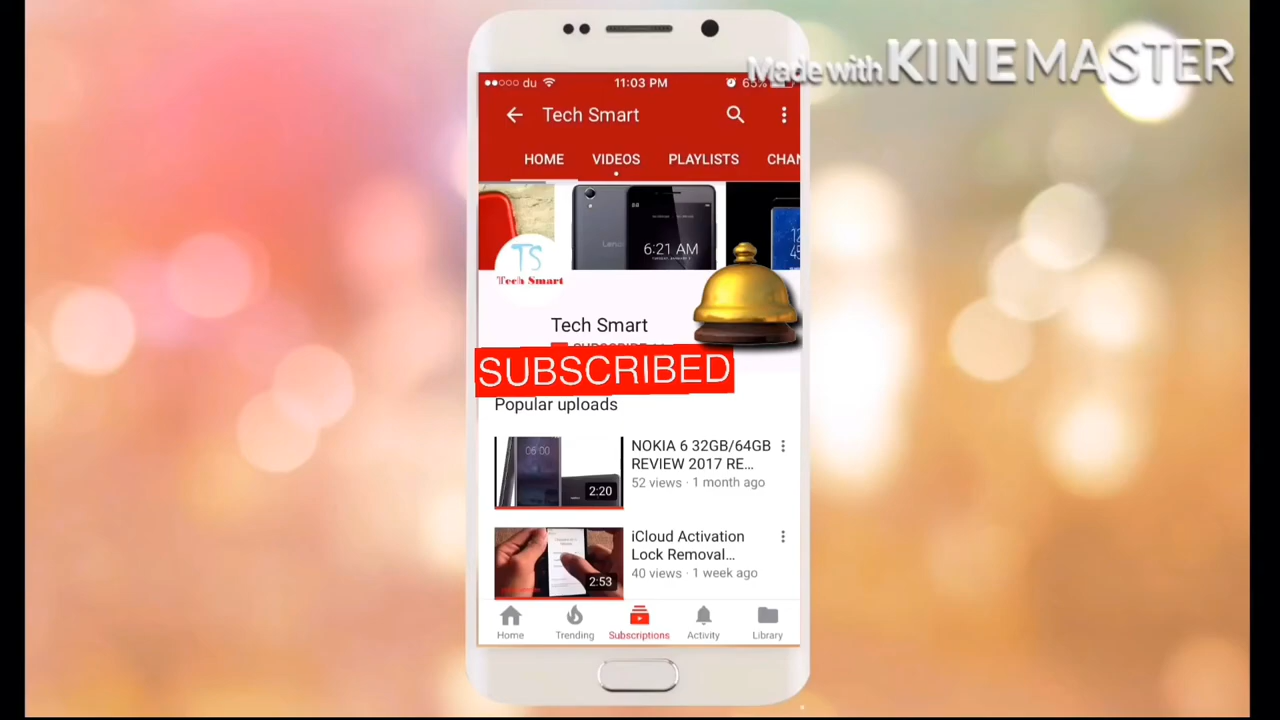 Made with KINEMASTER
du
11:03 PM
65%
Tech Smart
HOME
VIDEOS
PLAYLISTS
CHAN
6:21 AM
TS
Tech Smart
Tech Smart
SUBSCRIBED
Popular uploads
06:00
2:20
NOKIA 6 32GB/64GB
REVIEW 2017 RE...
52 views · 1 month ago
2:53
iCloud Activation
Lock Removal...
40 views · 1 week ago
Home
Trending
Subscriptions
Activity
Library